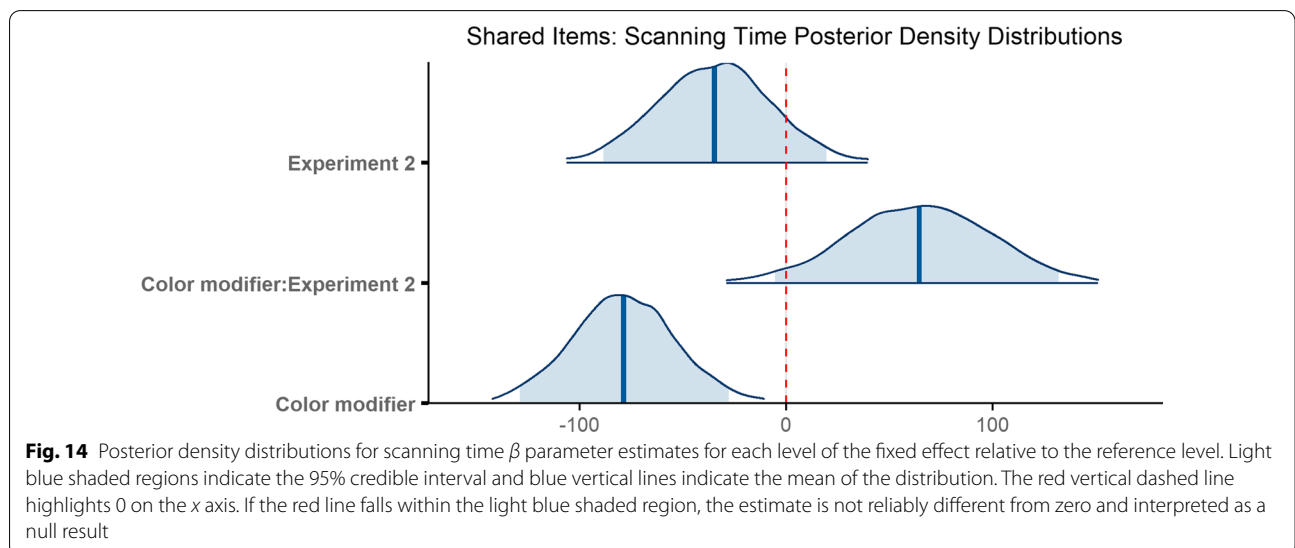 Shared Items: Scanning Time Posterior Density Distributions
Experiment 2
Color modifier:Experiment 2
Color modifier
-100 0 100
Fig. 14 Posterior density distributions for scanning time β parameter estimates for each level of the fixed effect relative to the reference level. Light
blue shaded regions indicate the 95% credible interval and blue vertical lines indicate the mean of the distribution. The red vertical dashed line
highlights 0 on the x axis. If the red line falls within the light blue shaded region, the estimate is not reliably different from zero and interpreted as a
null result